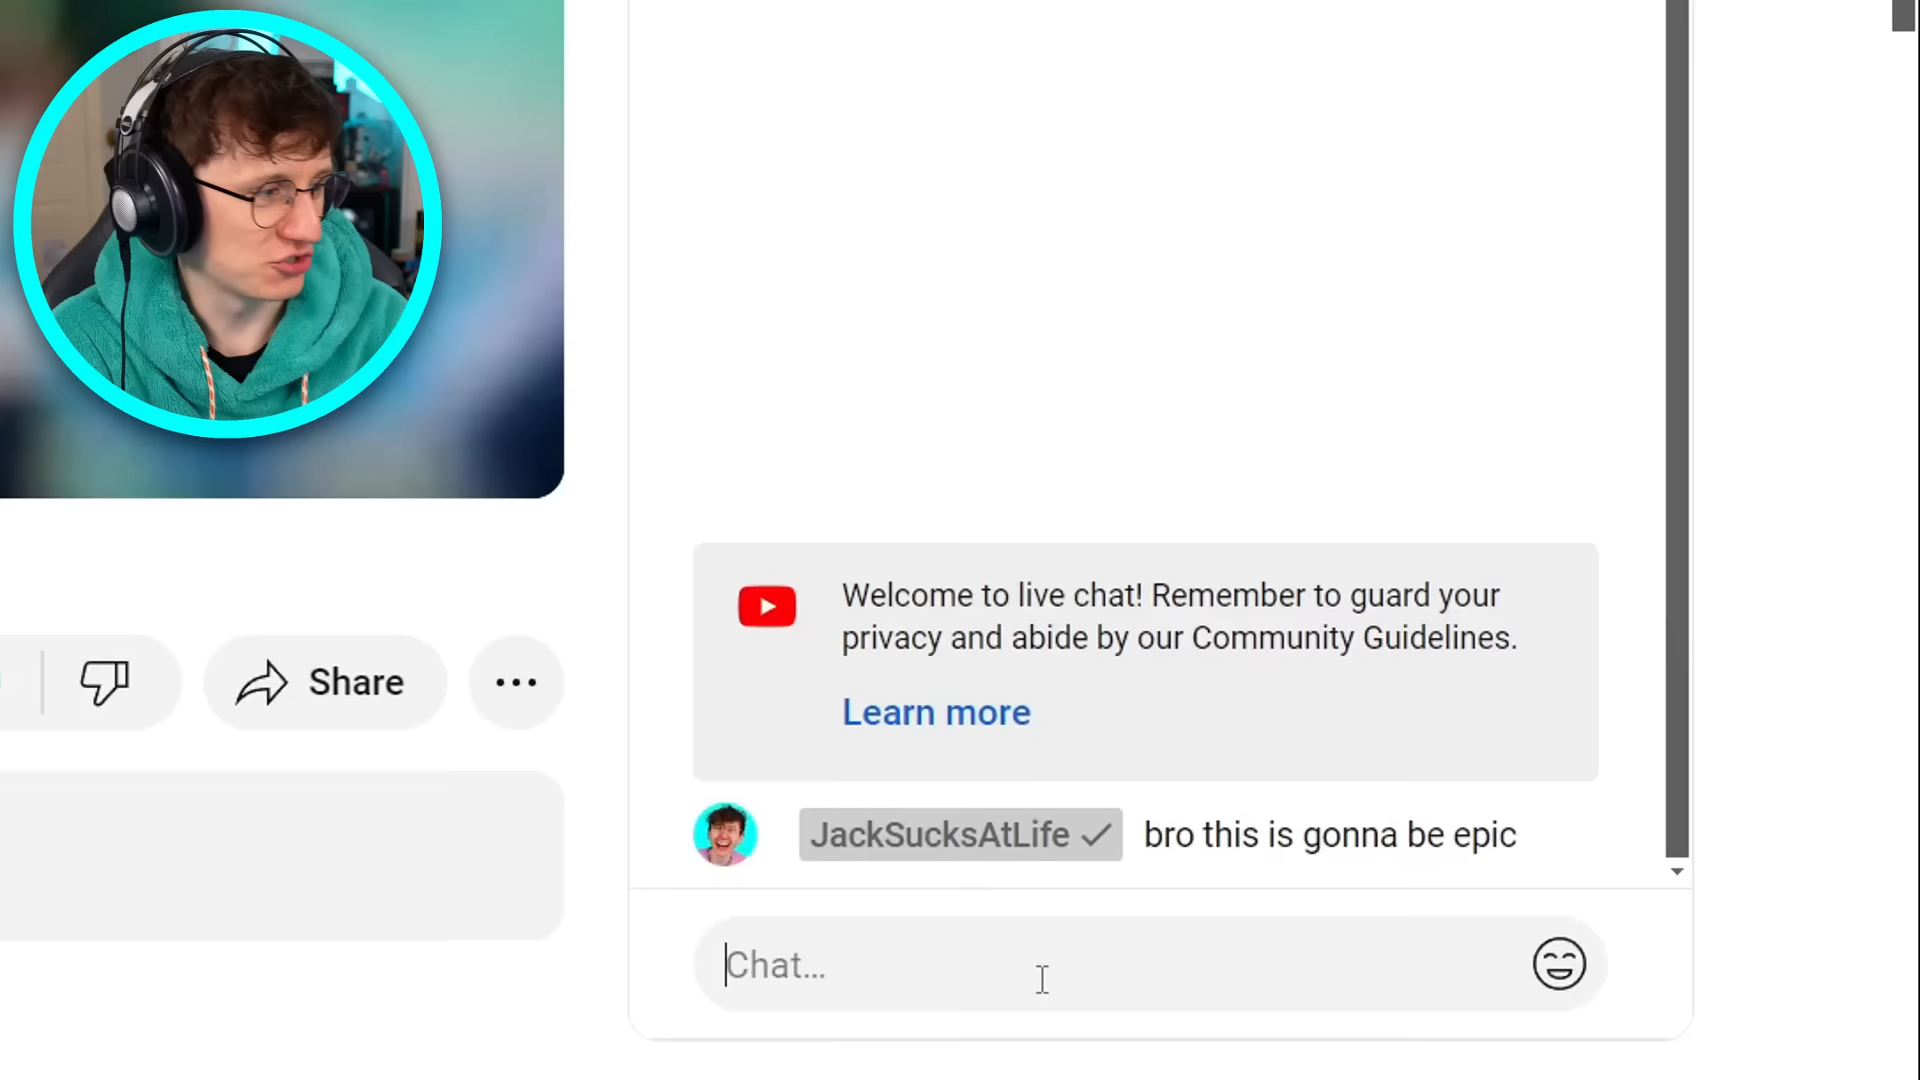 Welcome to live chat! Remember to guard your
privacy and abide by our Community Guidelines.
Learn more
JackSucksAtLife bro this is gonna be epic
Share
Chat...